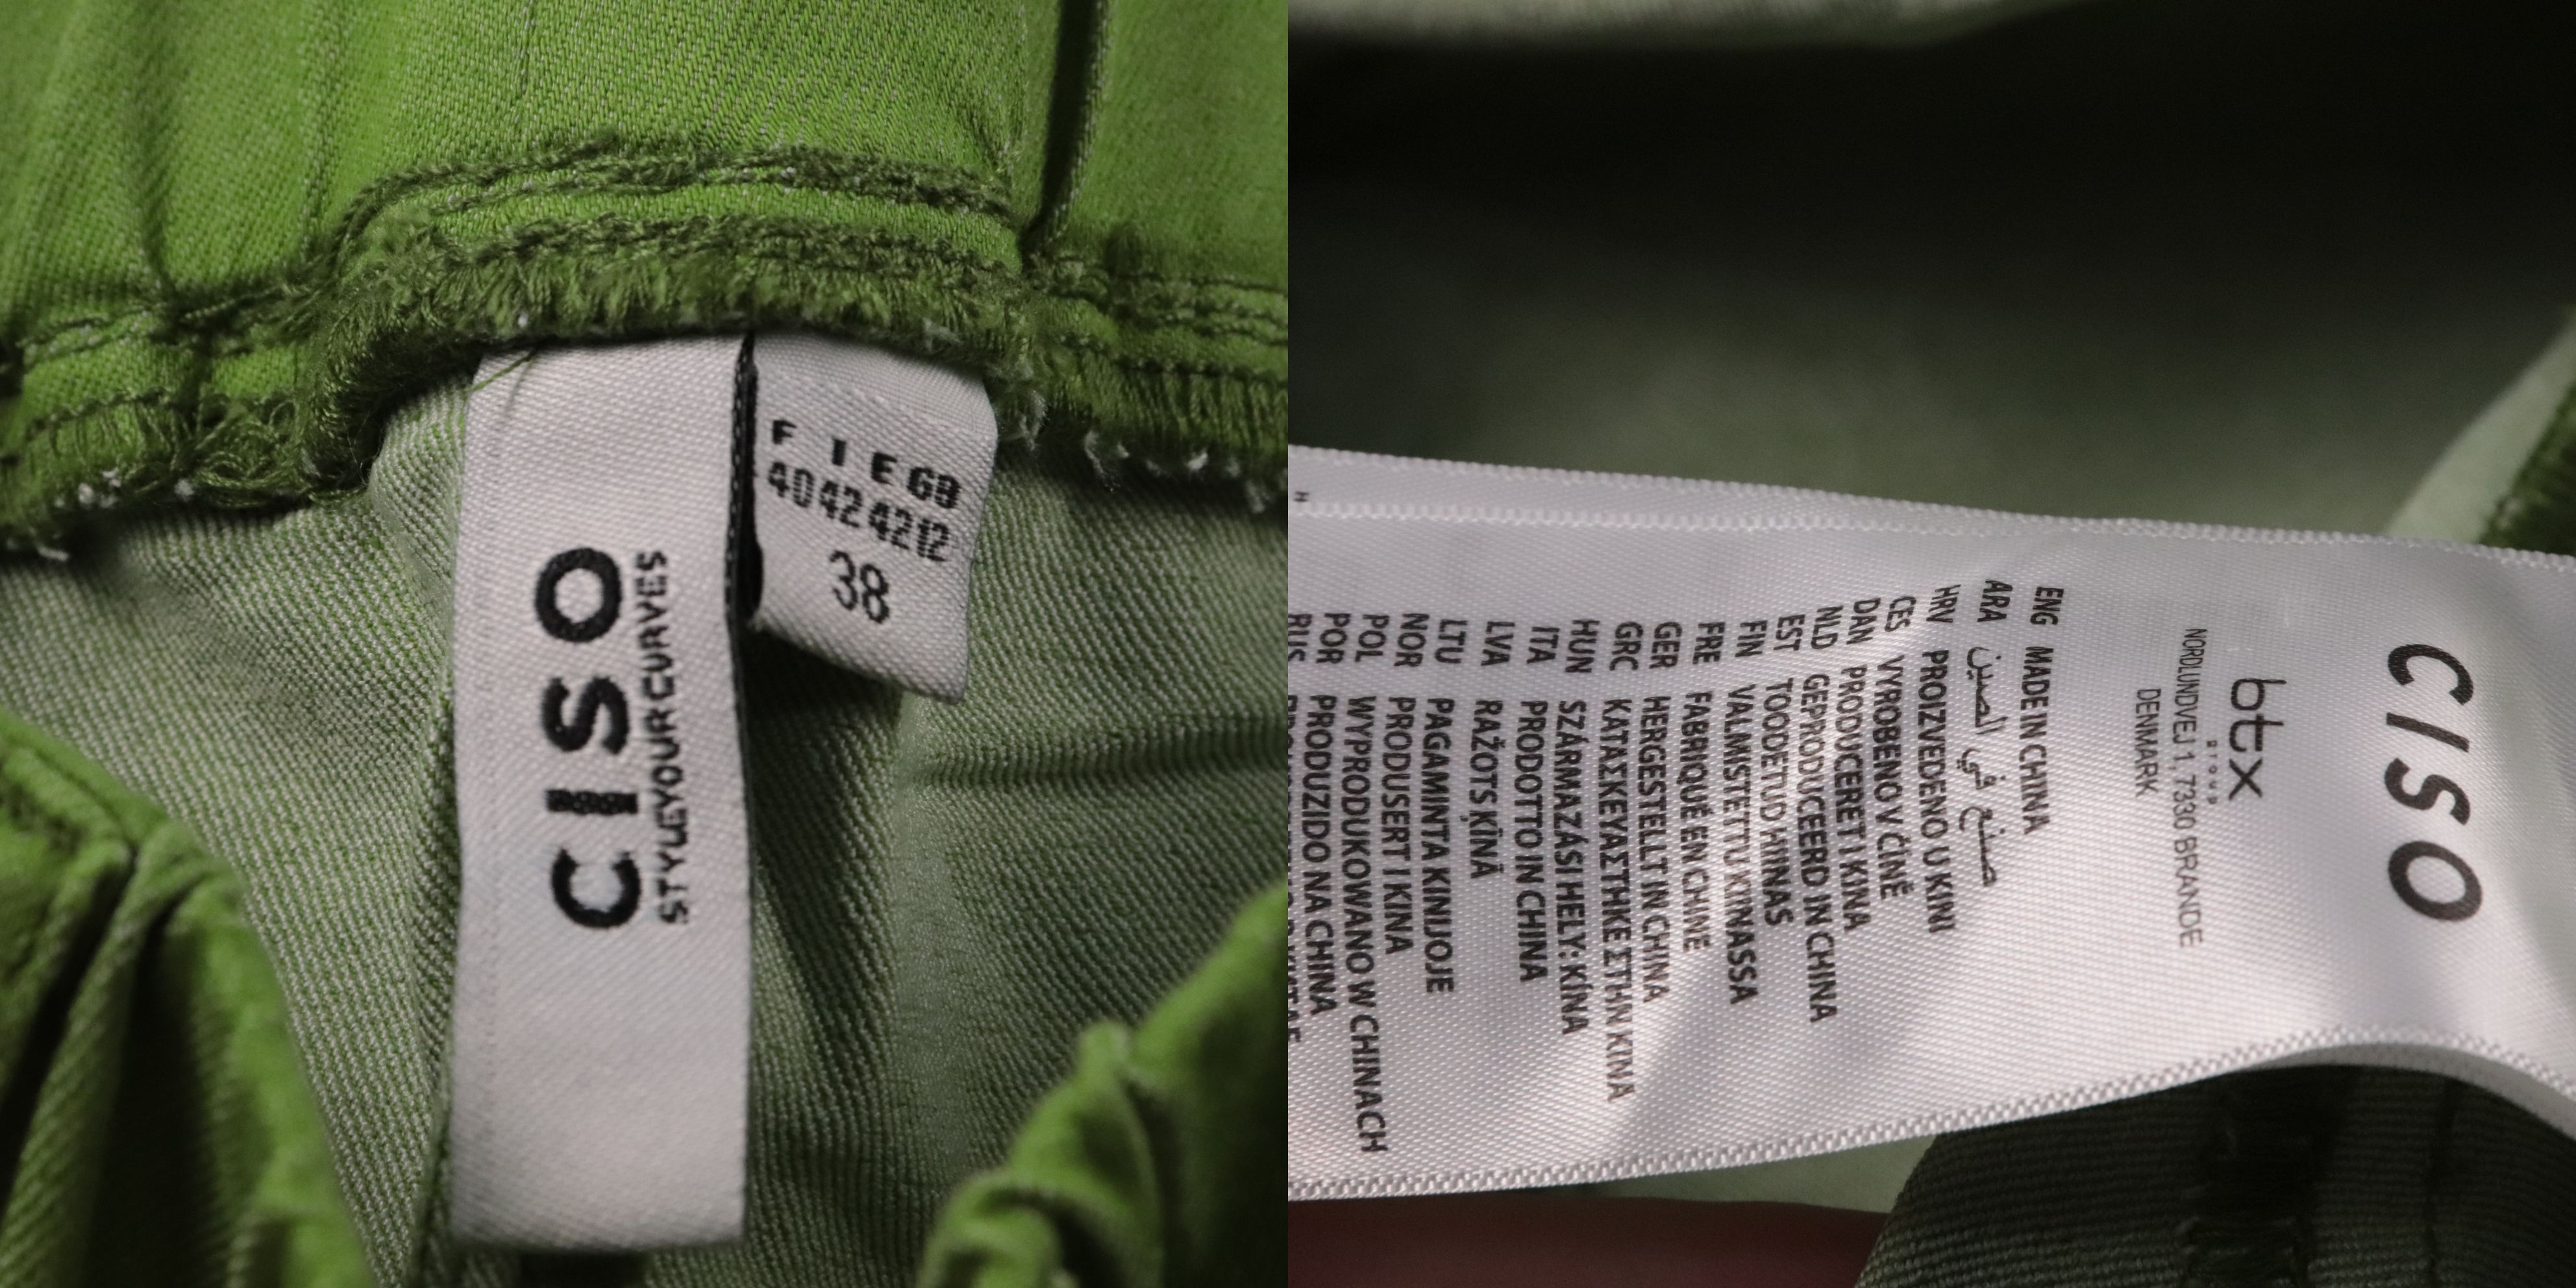 CISO
STYLEYOURCURVES
F I E GB
40 42 42 12
38
CISO
btx
group
NORDLUNDVEJ 1, 7330 BRANDE
DENMARK
ENG MADE IN CHINA
ARA صنع في الصين
HRV PROIZVEDENO U KINI
CES VYROBENO V ČÍNĚ
DAN PRODUCERET I KINA
NLD GEPRODUCEERD IN CHINA
EST TOODETUD HIINAS
FIN VALMISTETTU KIINASSA
FRE FABRIQUÉ EN CHINE
GER HERGESTELLT IN CHINA
GRC ΚΑΤΑΣΚΕΥΑΣΤΗΚΕ ΣΤΗΝ ΚΙΝΑ
HUN SZÁRMAZÁSI HELY: KÍNA
ITA PRODOTTO IN CHINA
LVA RAŽOTS ĶĪNĀ
LTU PAGAMINTA KINIJOJE
NOR PRODUSERT I KINA
POL WYPRODUKOWANO W CHINACH
POR PRODUZIDO NA CHINA
RUS